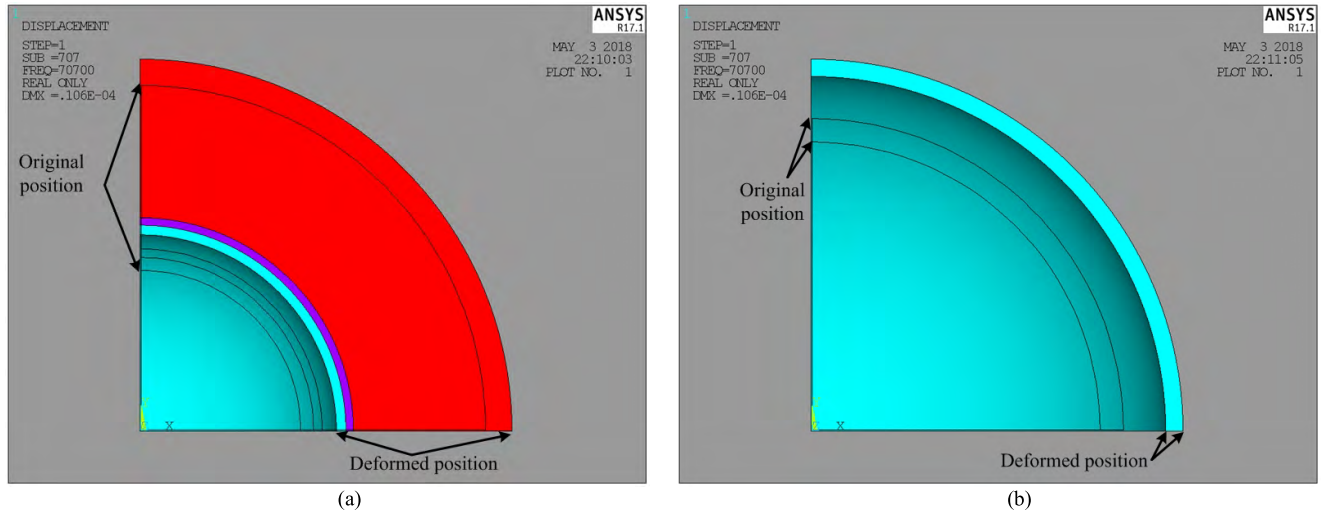 1
DISPLACEMENT
STEP=1
SUB =707
FREQ=70700
REAL ONLY
DMX =.106E-04
ANSYS
R17.1
MAY 3 2018
22:10:03
PLOT NO. 1
Original
position
Z X
Deformed position
(a)
1
DISPLACEMENT
STEP=1
SUB =707
FREQ=70700
REAL ONLY
DMX =.106E-04
ANSYS
R17.1
MAY 3 2018
22:11:05
PLOT NO. 1
Original
position
Z X
Deformed position
(b)